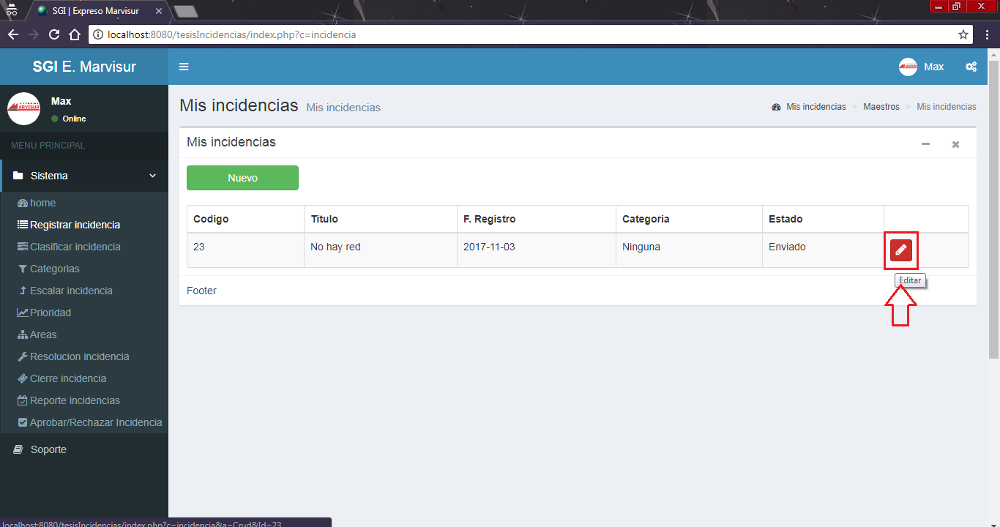 SGI | Expreso Marvisur
localhost:8080/tesisIncidencias/index.php?c=incidencia
SGI E. Marvisur
Max
Max
Online
MARVISUR
MENU PRINCIPAL
Sistema
home
Registrar incidencia
Clasificar incidencia
Categorias
Escalar incidencia
Prioridad
Areas
Resolucion incidencia
Cierre incidencia
Reporte incidencias
Aprobar/Rechazar Incidencia
Soporte
Mis incidencias Mis incidencias
Mis incidencias > Maestros > Mis incidencias
Mis incidencias
Nuevo
Codigo Titulo F. Registro Categoria Estado
23 No hay red 2017-11-03 Ninguna Enviado
Editar
Footer
localhost:8080/tesisIncidencias/index.php?c=incidencia&a=Crud&Id=23